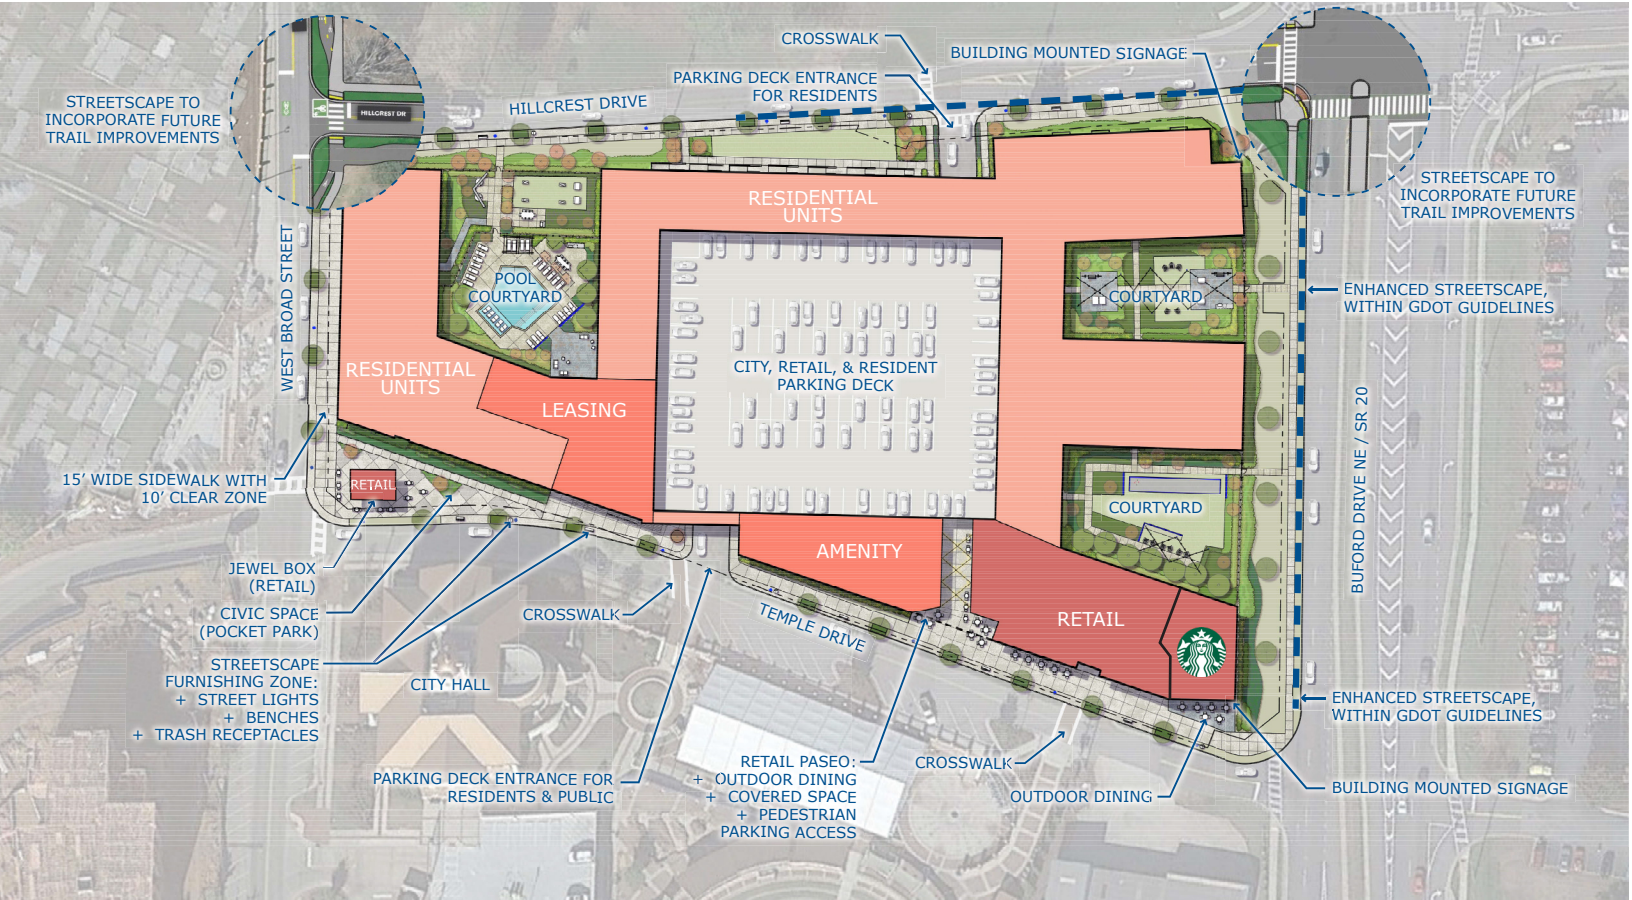 CROSSWALK
BUILDING MOUNTED SIGNAGE
PARKING DECK ENTRANCE
FOR RESIDENTS
HILLCREST DRIVE
STREETSCAPE TO
INCORPORATE FUTURE
TRAIL IMPROVEMENTS
HILLCREST DR
STREETSCAPE TO
INCORPORATE FUTURE
TRAIL IMPROVEMENTS
RESIDENTIAL
UNITS
WEST BROAD STREET
POOL
COURTYARD
COURTYARD
ENHANCED STREETSCAPE,
WITHIN GDOT GUIDELINES
RESIDENTIAL
UNITS
CITY, RETAIL, & RESIDENT
PARKING DECK
LEASING
BUFORD DRIVE NE / SR 20
15' WIDE SIDEWALK WITH
10' CLEAR ZONE
RETAIL
COURTYARD
AMENITY
JEWEL BOX
(RETAIL)
CIVIC SPACE
(POCKET PARK)
CROSSWALK
TEMPLE DRIVE
RETAIL
STREETSCAPE
FURNISHING ZONE:
+ STREET LIGHTS
+ BENCHES
+ TRASH RECEPTACLES
CITY HALL
ENHANCED STREETSCAPE,
WITHIN GDOT GUIDELINES
PARKING DECK ENTRANCE FOR
RESIDENTS & PUBLIC
RETAIL PASEO:
+ OUTDOOR DINING
+ COVERED SPACE
+ PEDESTRIAN
PARKING ACCESS
CROSSWALK
OUTDOOR DINING
BUILDING MOUNTED SIGNAGE